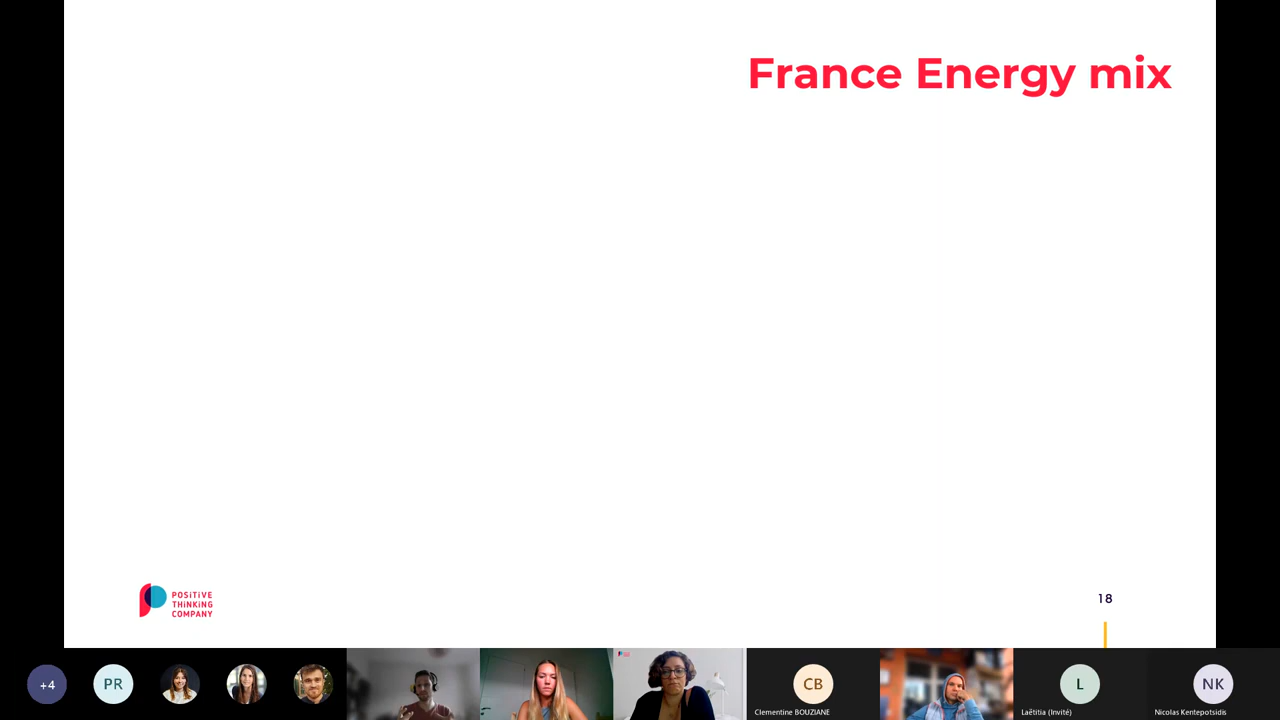 France Energy mix
POSITIVE
THINKING
COMPANY
18
+4
PR
CB
Clementine BOUZIANE
L
Laëtitia (Invité)
NK
Nicolas Kentepotsidis